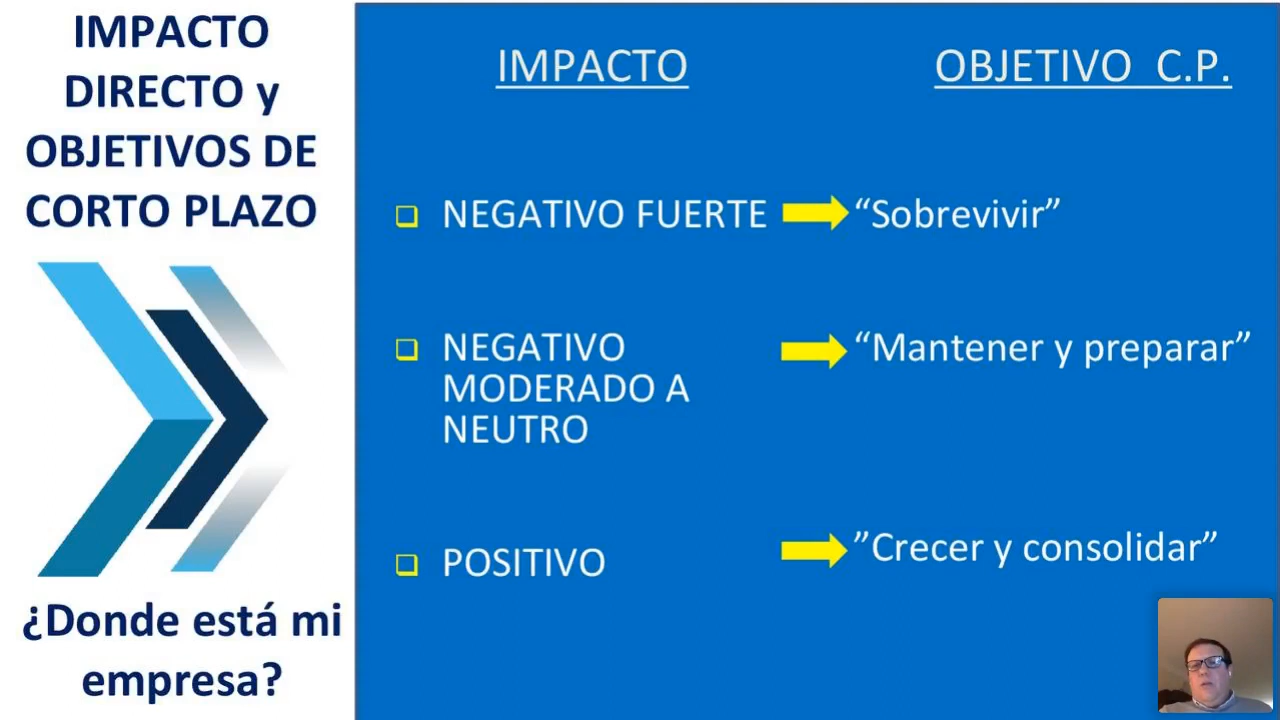 IMPACTO
DIRECTO y
OBJETIVOS DE
CORTO PLAZO
¿Donde está mi
empresa?
IMPACTO
OBJETIVO C.P.
NEGATIVO FUERTE
“Sobrevivir”
NEGATIVO
MODERADO A
NEUTRO
“Mantener y preparar”
POSITIVO
”Crecer y consolidar”